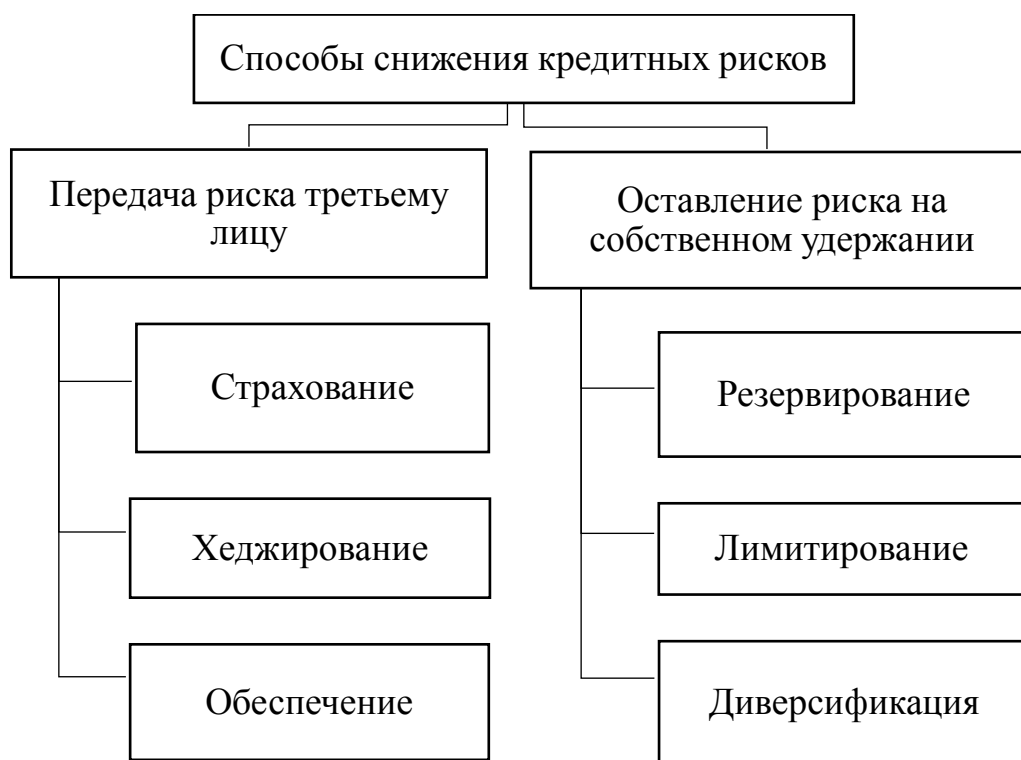 Способы снижения кредитных рисков
Передача риска третьему
лицу
Страхование
Хеджирование
Обеспечение
Оставление риска на
собственном удержании
Резервирование
Лимитирование
Диверсификация